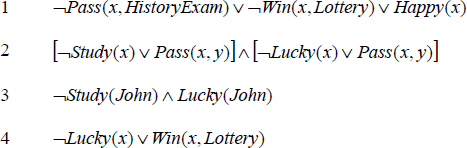 1 ¬Pass(x, HistoryExam) ∨ ¬Win(x, Lottery) ∨ Happy(x)
2 [¬Study(x) ∨ Pass(x, y)] ∧ [¬Lucky(x) ∨ Pass(x, y)]
3 ¬Study(John) ∧ Lucky(John)
4 ¬Lucky(x) ∨ Win(x, Lottery)